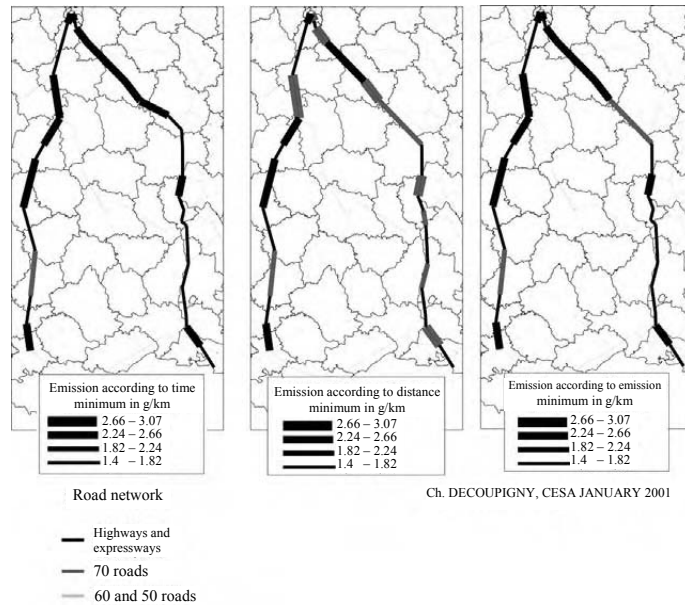 Emission according to time
minimum in g/km
2.66 – 3.07
2.24 – 2.66
1.82 – 2.24
1.4 – 1.82
Emission according to distance
minimum in g/km
2.66 – 3.07
2.24 – 2.66
1.82 – 2.24
1.4 – 1.82
Emission according to emission
minimum in g/km
2.66 – 3.07
2.24 – 2.66
1.82 – 2.24
1.4 – 1.82
Road network
Ch. DECOUPIGNY, CESA JANUARY 2001
Highways and
expressways
70 roads
60 and 50 roads